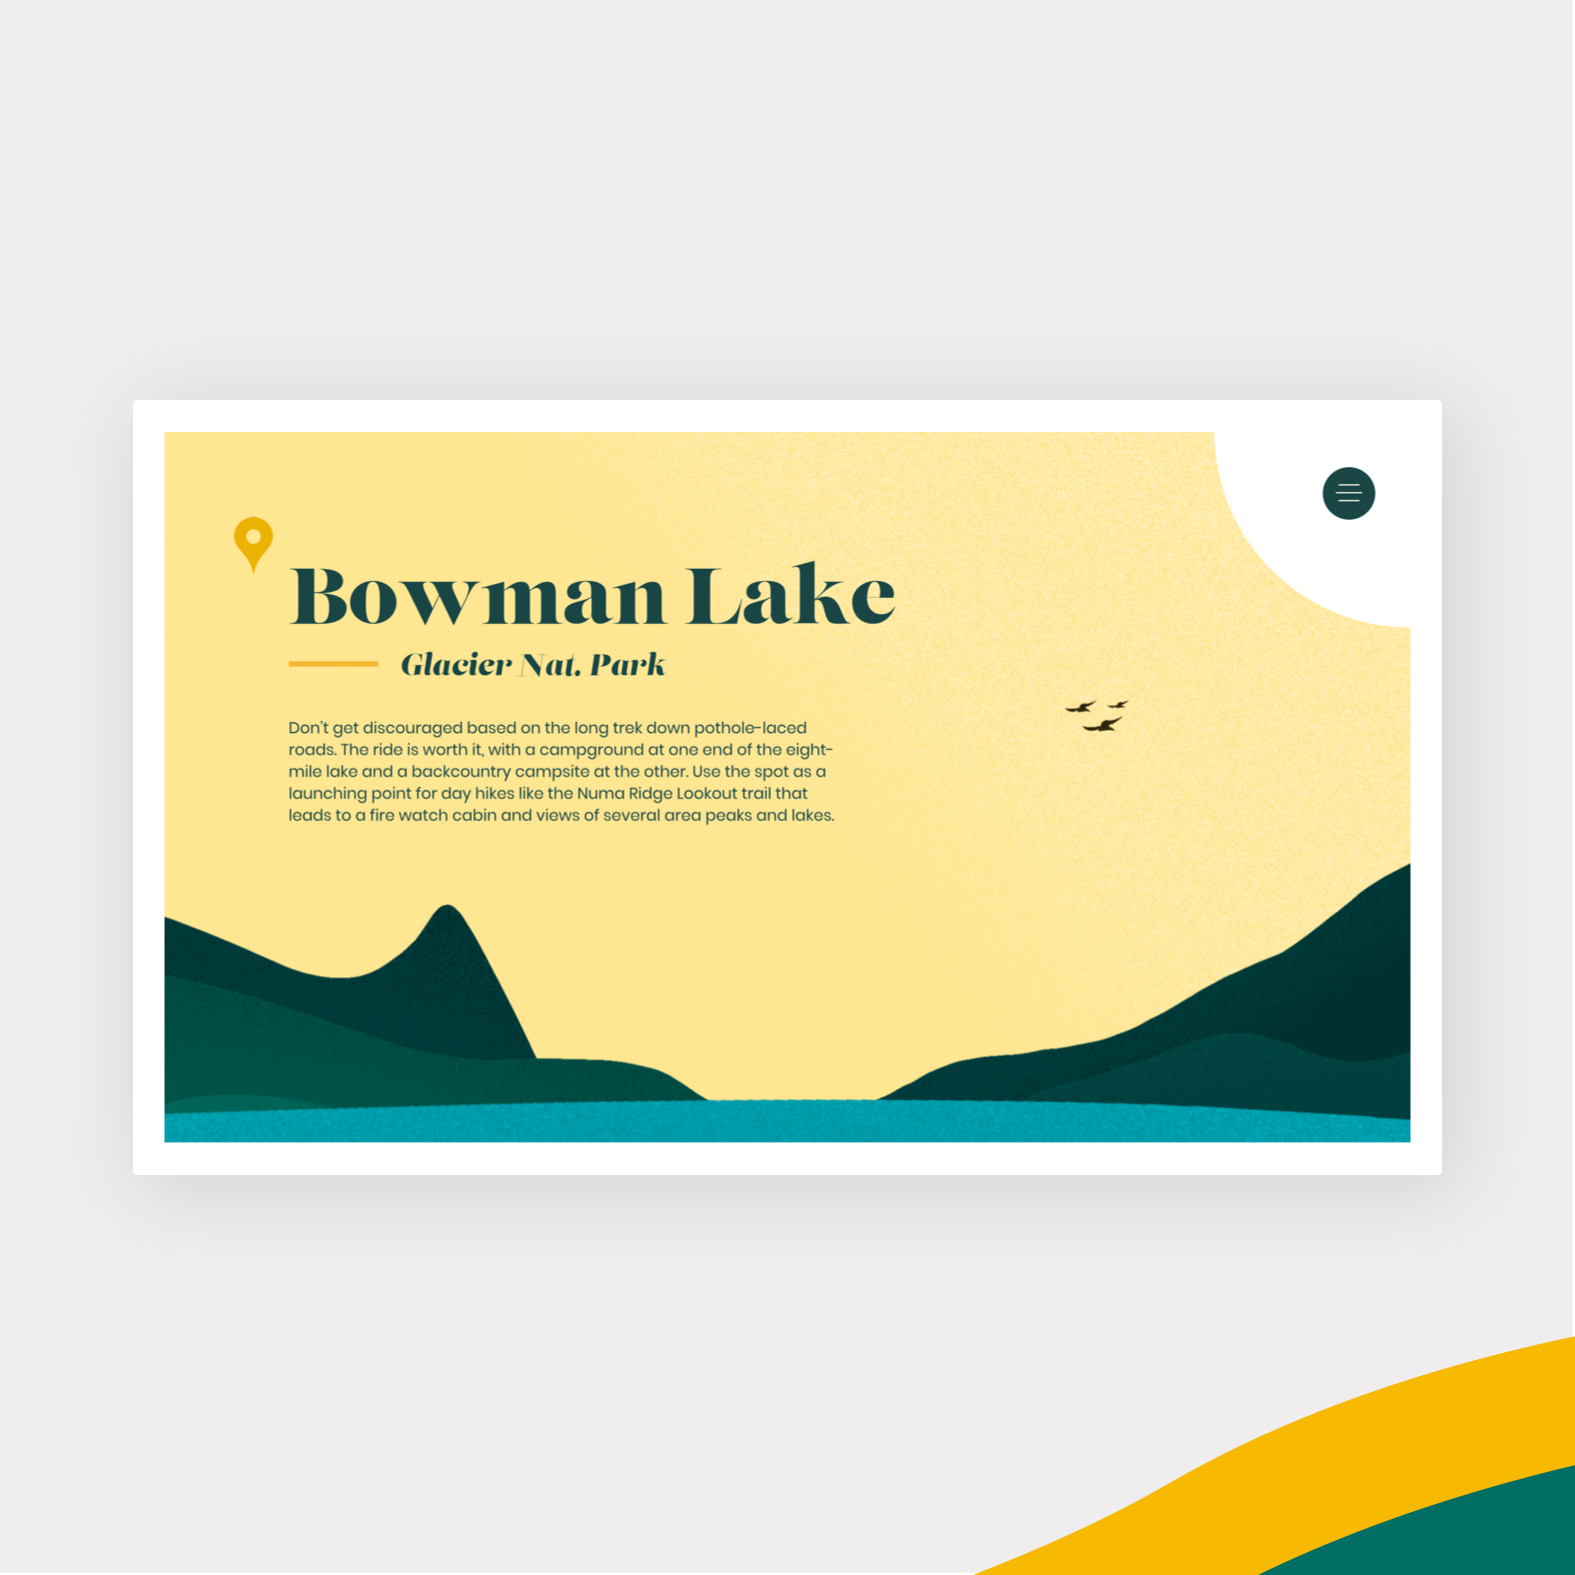 Bowman Lake
Glacier Nat. Park
Don't get discouraged based on the long trek down pothole-laced
roads. The ride is worth it, with a campground at one end of the eight-
mile lake and a backcountry campsite at the other. Use the spot as a
launching point for day hikes like the Numa Ridge Lookout trail that
leads to a fire watch cabin and views of several area peaks and lakes.